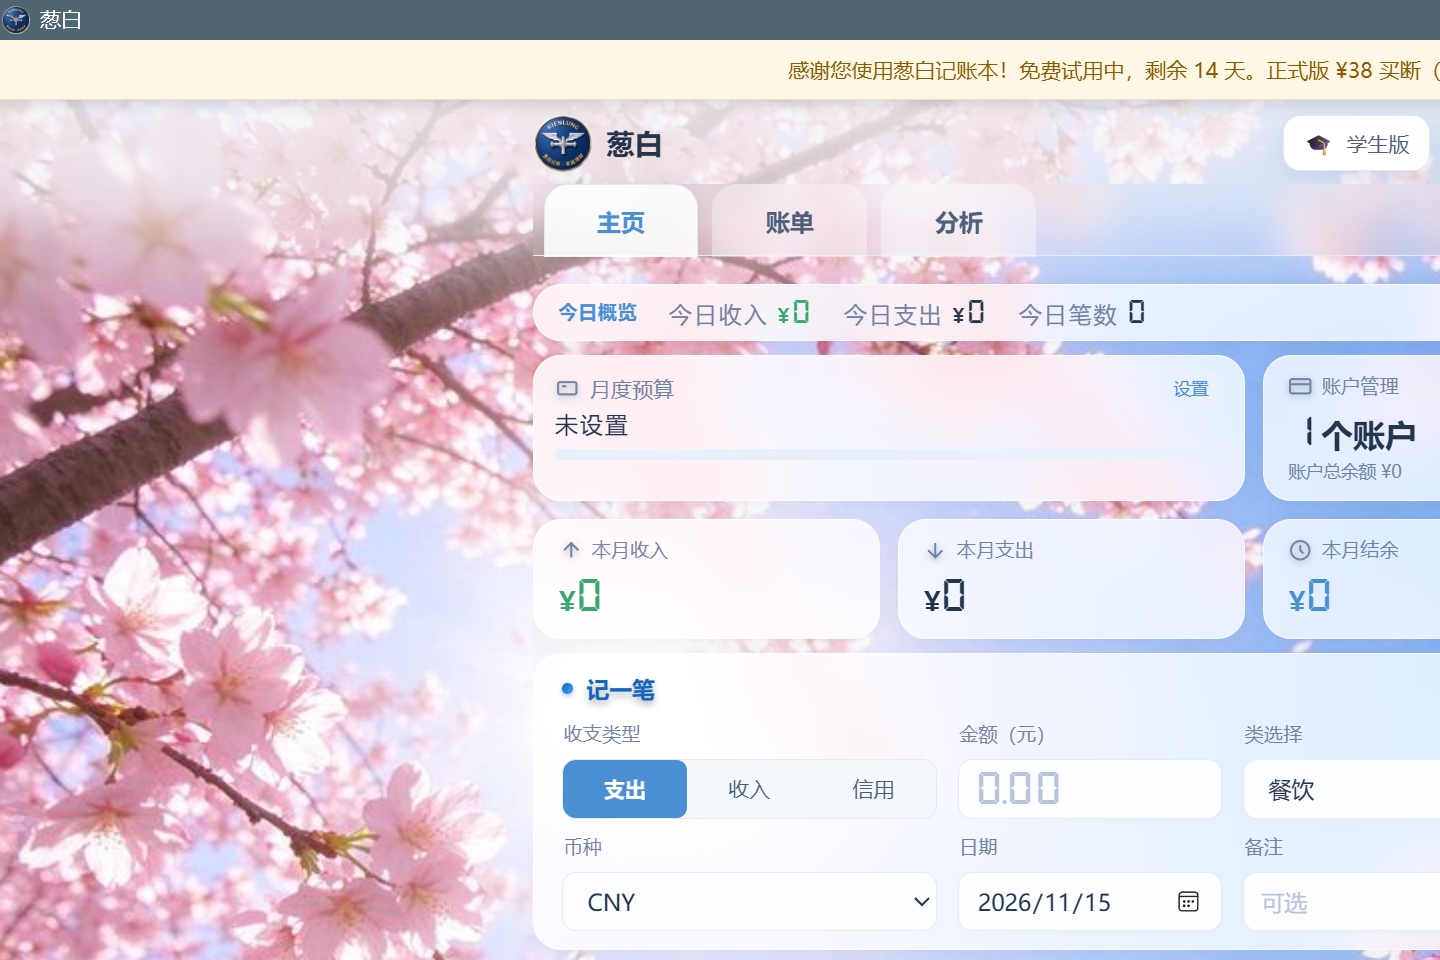 葱白
感谢您使用葱白记账本！免费试用中，剩余 14 天。正式版 ¥38 买断（
KIENLUNG
葱白
学生版
主页 账单 分析
今日概览 今日收入 ¥0 今日支出 ¥0 今日笔数 0
月度预算 设置
未设置
账户管理
1个账户
账户总余额 ¥0
本月收入
¥0
本月支出
¥0
本月结余
¥0
记一笔
收支类型 金额（元） 类选择
支出 收入 信用 0.00 餐饮
币种 日期 备注
CNY 2026/11/15 可选